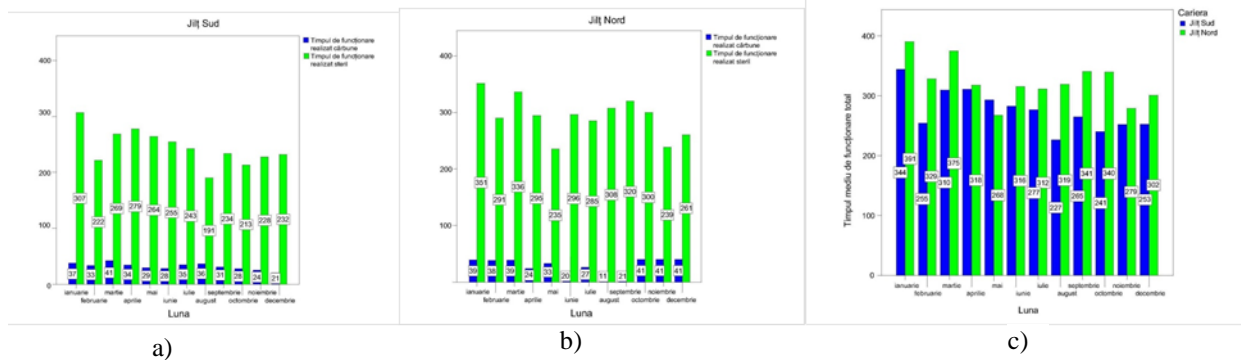 Jilț Sud
Timpul de funcționare
realizat cărbune
Timpul de funcționare
realizat steril
400
300
200
100
0
307
222
269
279
264
255
243
191
234
213
228
232
37
33
41
34
29
28
35
36
31
28
24
21
ianuarie
februarie
martie
aprilie
mai
iunie
iulie
august
septembrie
octombrie
noiembrie
decembrie
Luna
a)
Jilț Nord
Timpul de funcționare
realizat cărbune
Timpul de funcționare
realizat steril
400
300
200
100
351
291
336
295
235
296
285
308
320
300
239
261
39
38
39
24
33
20
27
11
21
41
41
41
ianuarie
februarie
martie
aprilie
mai
iunie
iulie
august
septembrie
octombrie
noiembrie
decembrie
Luna
b)
Cariera
Jilț Sud
Jilț Nord
Timpul mediu de funcționare total
400
300
200
100
0
344
391
255
329
310
375
318
268
316
277
312
227
319
265
341
241
340
279
253
302
ianuarie
februarie
martie
aprilie
mai
iunie
iulie
august
septembrie
octombrie
noiembrie
decembrie
Luna
c)